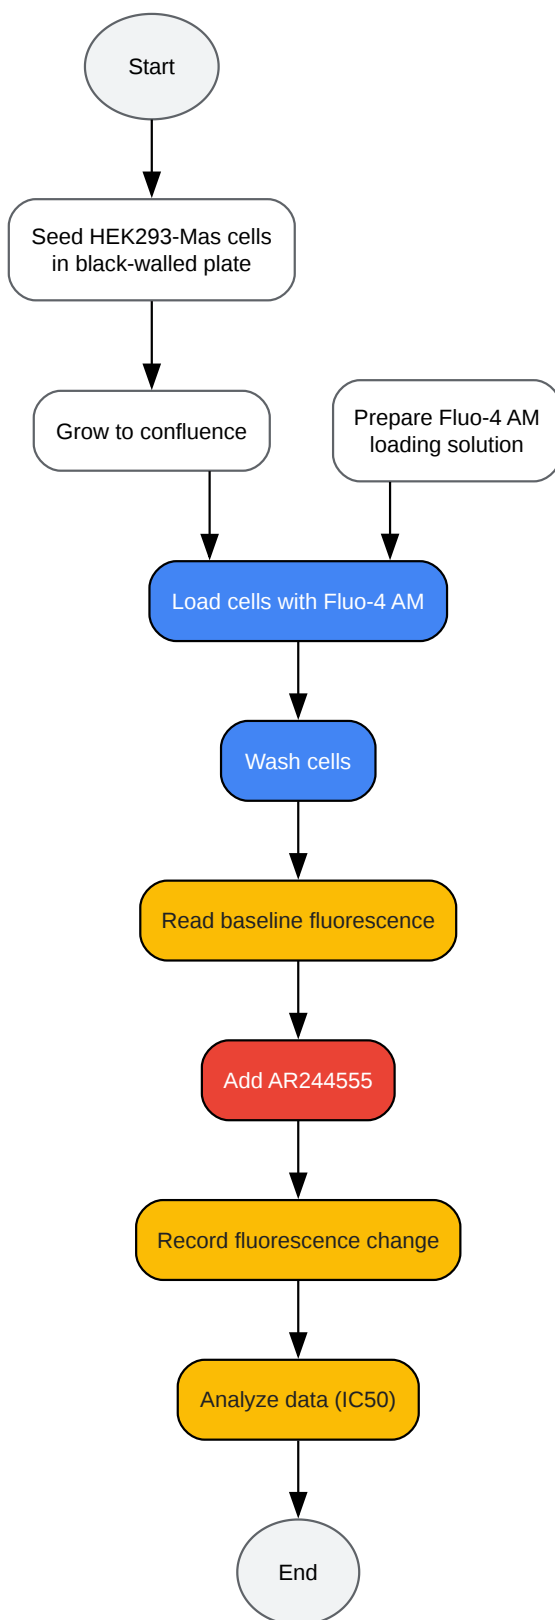 Start
Seed HEK293-Mas cells
in black-walled plate
Grow to confluence
Prepare Fluo-4 AM
loading solution
Load cells with Fluo-4 AM
Wash cells
Read baseline fluorescence
Add AR244555
Record fluorescence change
Analyze data (IC50)
End